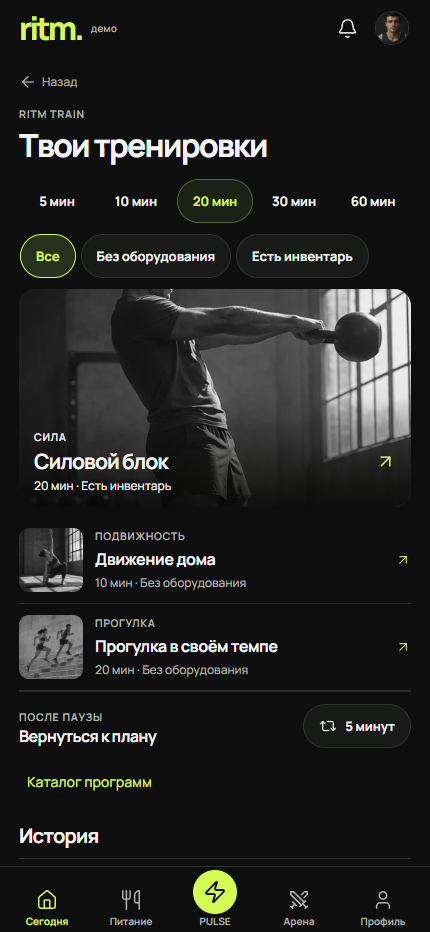 ritm. демо
Назад
RITM TRAIN
Твои тренировки
5 мин 10 мин 20 мин 30 мин 60 мин
Все Без оборудования Есть инвентарь
СИЛА
Силовой блок
20 мин · Есть инвентарь
ПОДВИЖНОСТЬ
Движение дома
10 мин · Без оборудования
ПРОГУЛКА
Прогулка в своём темпе
20 мин · Без оборудования
ПОСЛЕ ПАУЗЫ
Вернуться к плану
5 минут
Каталог программ
История
Сегодня Питание PULSE Арена Профиль